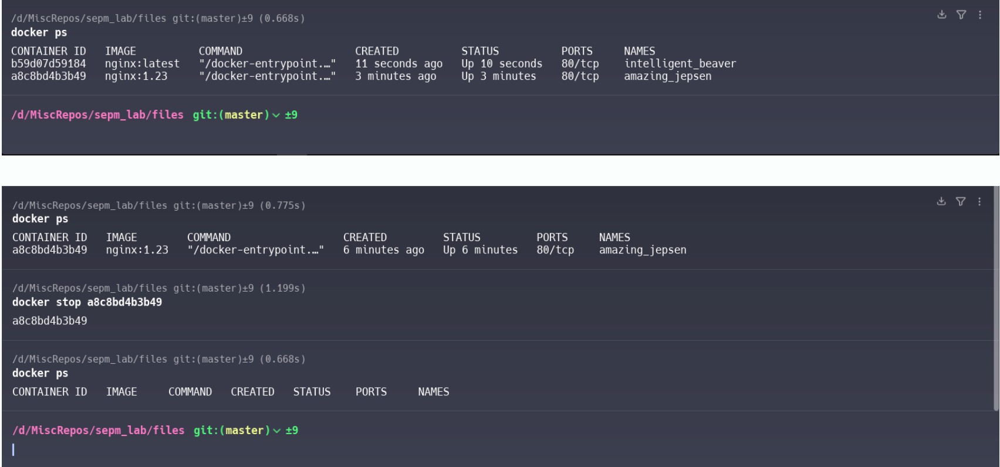 /d/MiscRepos/sepm_lab/files git:(master)±9 (0.668s)
docker ps
CONTAINER ID   IMAGE          COMMAND                  CREATED          STATUS          PORTS     NAMES
b59d07d59184   nginx:latest   "/docker-entrypoint.…"   11 seconds ago   Up 10 seconds   80/tcp    intelligent_beaver
a8c8bd4b3b49   nginx:1.23     "/docker-entrypoint.…"   3 minutes ago    Up 3 minutes    80/tcp    amazing_jepsen
/d/MiscRepos/sepm_lab/files git:(master) ±9
/d/MiscRepos/sepm_lab/files git:(master)±9 (0.775s)
docker ps
CONTAINER ID   IMAGE        COMMAND                  CREATED         STATUS         PORTS     NAMES
a8c8bd4b3b49   nginx:1.23   "/docker-entrypoint.…"   6 minutes ago   Up 6 minutes   80/tcp    amazing_jepsen
/d/MiscRepos/sepm_lab/files git:(master)±9 (1.199s)
docker stop a8c8bd4b3b49
a8c8bd4b3b49
/d/MiscRepos/sepm_lab/files git:(master)±9 (0.668s)
docker ps
CONTAINER ID   IMAGE     COMMAND   CREATED   STATUS    PORTS     NAMES
/d/MiscRepos/sepm_lab/files git:(master) ±9